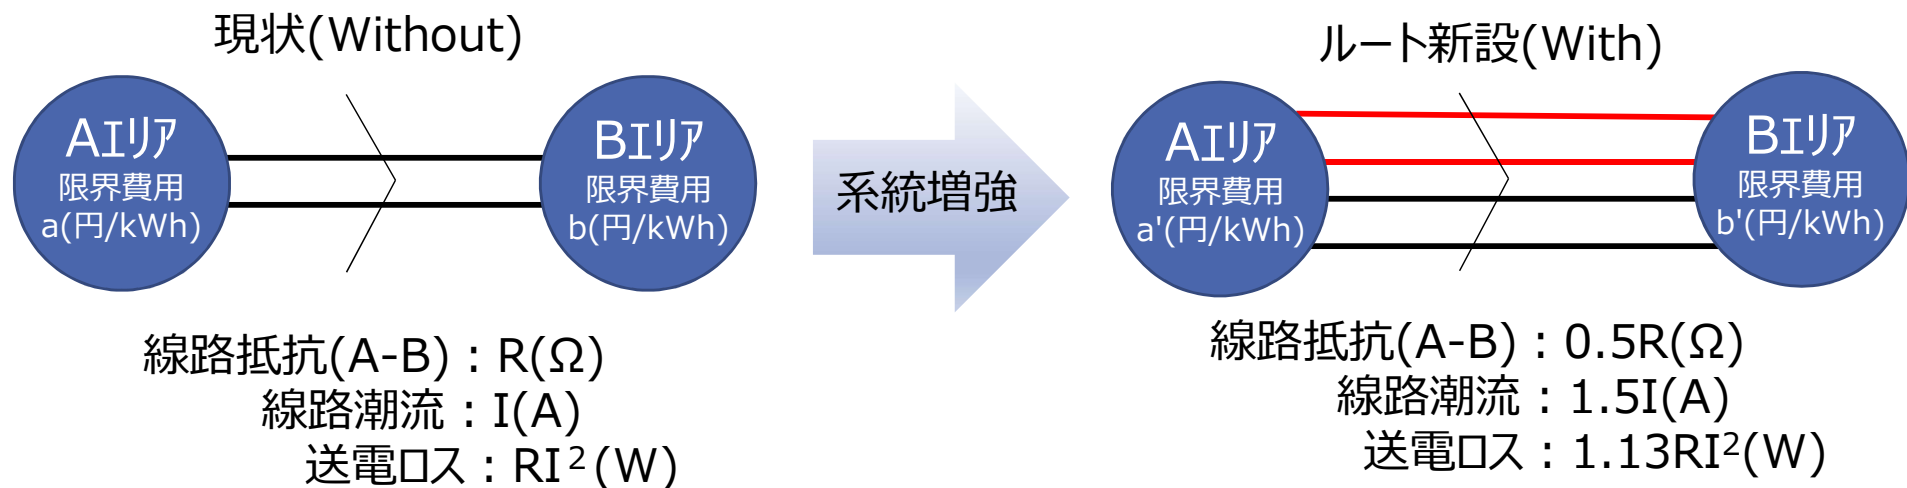 現状(Without)
Aエリア
限界費用
a(円/kWh)
Bエリア
限界費用
b(円/kWh)
線路抵抗(A-B)：R(Ω)
線路潮流：I(A)
送電ロス：RI²(W)
系統増強
ルート新設(With)
Aエリア
限界費用
a'(円/kWh)
Bエリア
限界費用
b'(円/kWh)
線路抵抗(A-B)：0.5R(Ω)
線路潮流：1.5I(A)
送電ロス：1.13RI²(W)